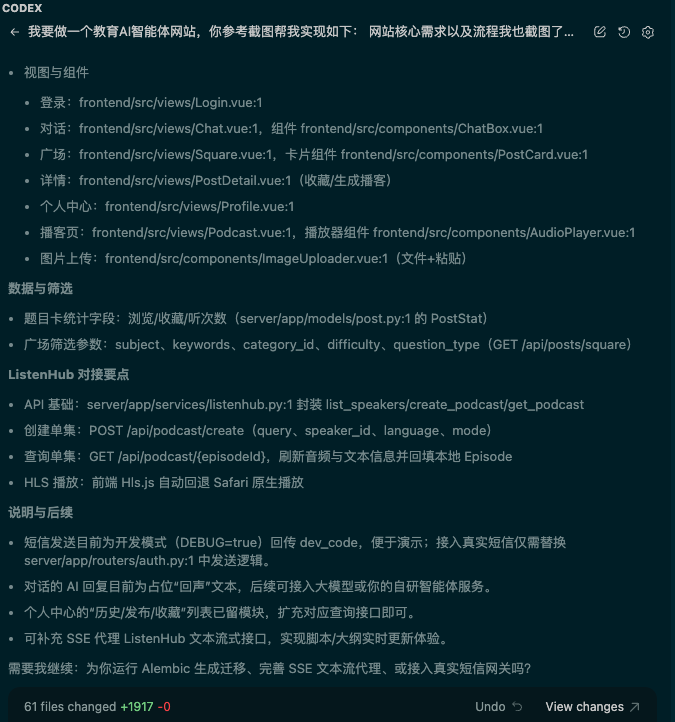 CODEX
← 我要做一个教育AI智能体网站，你参考截图帮我实现如下： 网站核心需求以及流程我也截图了...
• 视图与组件
• 登录：frontend/src/views/Login.vue:1
• 对话：frontend/src/views/Chat.vue:1，组件 frontend/src/components/ChatBox.vue:1
• 广场：frontend/src/views/Square.vue:1，卡片组件 frontend/src/components/PostCard.vue:1
• 详情：frontend/src/views/PostDetail.vue:1（收藏/生成播客）
• 个人中心：frontend/src/views/Profile.vue:1
• 播客页：frontend/src/views/Podcast.vue:1，播放器组件 frontend/src/components/AudioPlayer.vue:1
• 图片上传：frontend/src/components/ImageUploader.vue:1（文件+粘贴）
数据与筛选
• 题目卡统计字段：浏览/收藏/听次数（server/app/models/post.py:1 的 PostStat）
• 广场筛选参数：subject、keywords、category_id、difficulty、question_type（GET /api/posts/square）
ListenHub 对接要点
• API 基础：server/app/services/listenhub.py:1 封装 list_speakers/create_podcast/get_podcast
• 创建单集：POST /api/podcast/create（query、speaker_id、language、mode）
• 查询单集：GET /api/podcast/{episodeId}，刷新音频与文本信息并回填本地 Episode
• HLS 播放：前端 Hls.js 自动回退 Safari 原生播放
说明与后续
• 短信发送目前为开发模式（DEBUG=true）回传 dev_code，便于演示；接入真实短信仅需替换
server/app/routers/auth.py:1 中发送逻辑。
• 对话的 AI 回复目前为占位“回声”文本，后续可接入大模型或你的自研智能体服务。
• 个人中心的“历史/发布/收藏”列表已留模块，扩充对应查询接口即可。
• 可补充 SSE 代理 ListenHub 文本流式接口，实现脚本/大纲实时更新体验。
需要我继续：为你运行 Alembic 生成迁移、完善 SSE 文本流代理、或接入真实短信网关吗？
61 files changed +1917 -0 Undo View changes